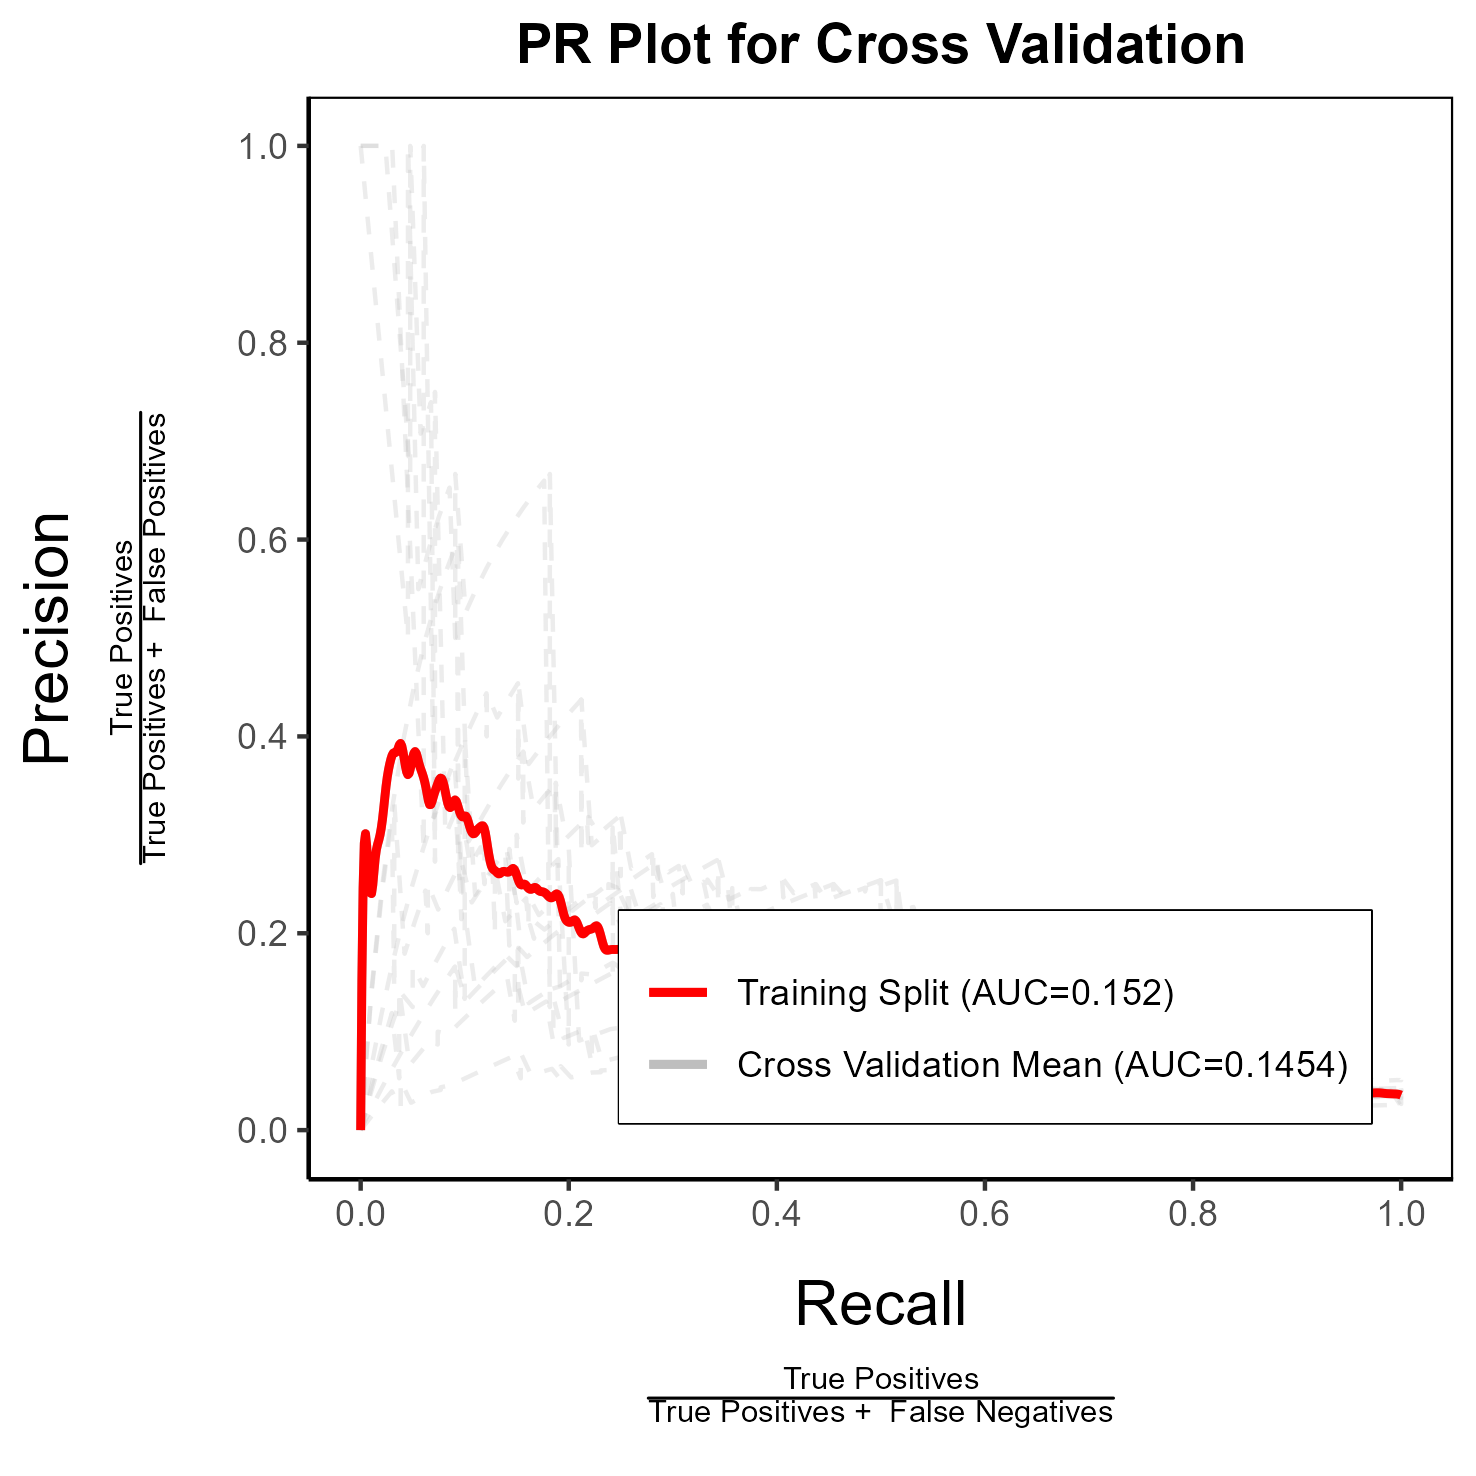 PR Plot for Cross Validation
Precision
True Positives
True Positives + False Positives
1.0
0.8
0.6
0.4
0.2
0.0
Training Split (AUC=0.152)
Cross Validation Mean (AUC=0.1454)
0.0 0.2 0.4 0.6 0.8 1.0
Recall
True Positives
True Positives + False Negatives